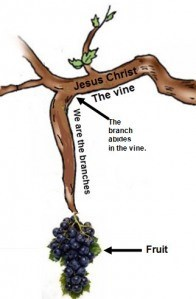 Jesus Christ
The vine
We are the branches
The
branch
abides
in the vine.
Fruit